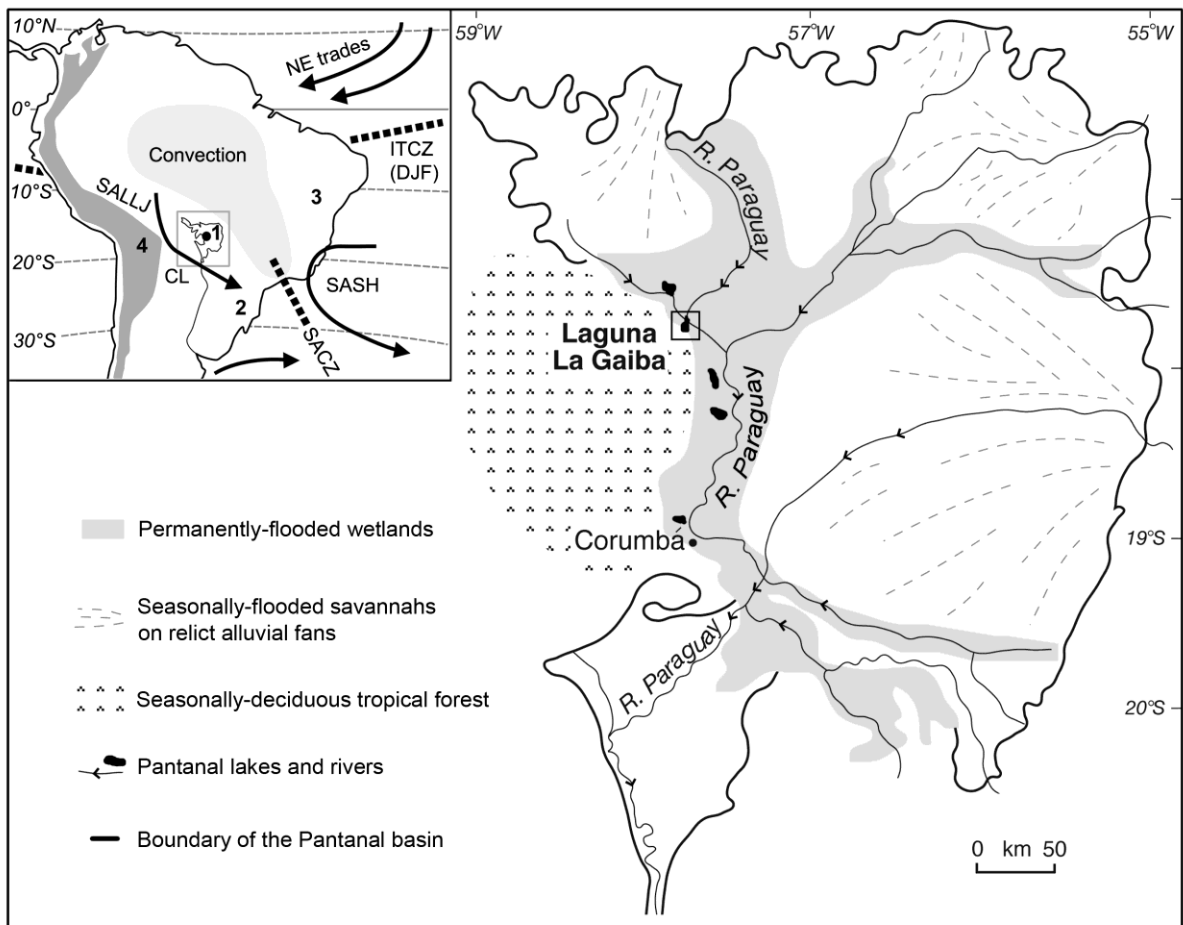 10°N
0°
10°S
20°S
30°S
NE trades
ITCZ
(DJF)
Convection
SALLJ
1
2
3
4
CL
SASH
SACZ
59°W
57°W
55°W
19°S
20°S
R. Paraguay
Laguna
La Gaiba
R. Paraguay
Corumbá
R. Paraguay
Permanently-flooded wetlands
Seasonally-flooded savannahs
on relict alluvial fans
Seasonally-deciduous tropical forest
Pantanal lakes and rivers
Boundary of the Pantanal basin
0 km 50